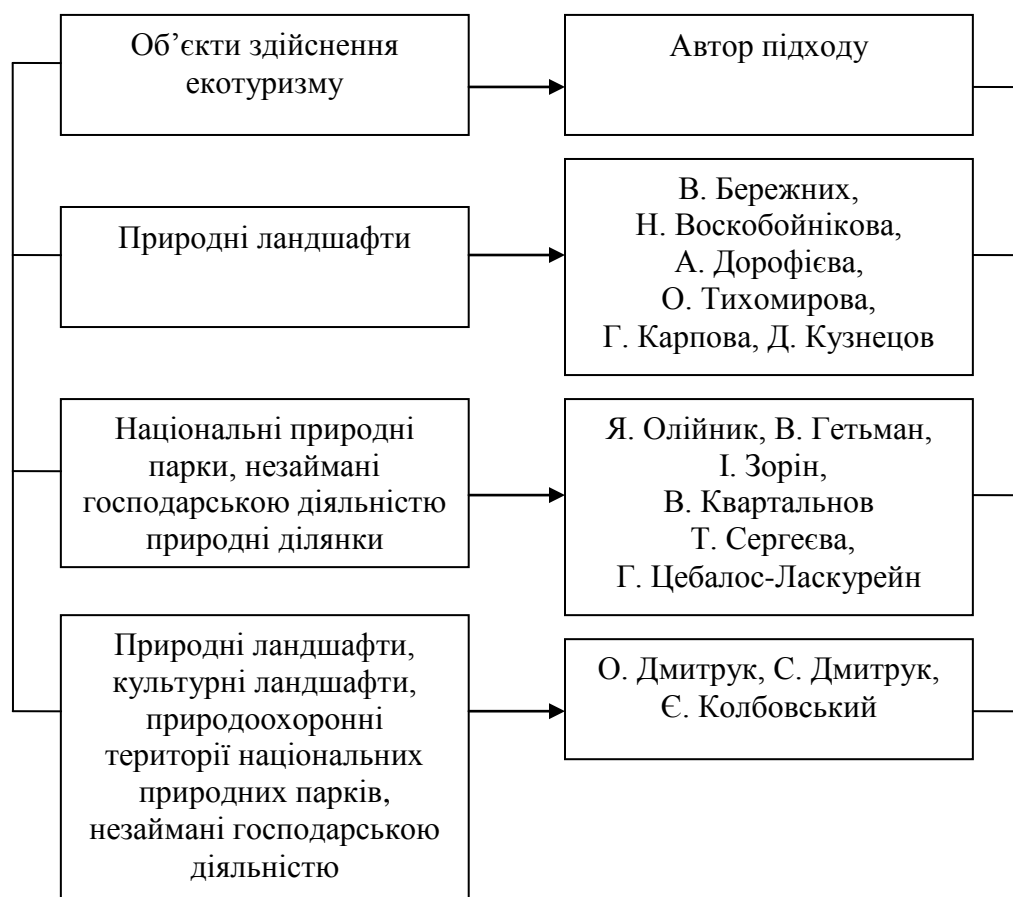 Об’єкти здійснення
екотуризму
Автор підходу
Природні ландшафти
В. Бережних,
Н. Воскобойнікова,
А. Дорофієва,
О. Тихомирова,
Г. Карпова, Д. Кузнецов
Національні природні
парки, незаймані
господарською діяльністю
природні ділянки
Я. Олійник, В. Гетьман,
І. Зорін,
В. Квартальнов
Т. Сергеєва,
Г. Цебалос-Ласкурейн
Природні ландшафти,
культурні ландшафти,
природоохоронні
території національних
природних парків,
незаймані господарською
діяльністю
О. Дмитрук, С. Дмитрук,
Є. Колбовський